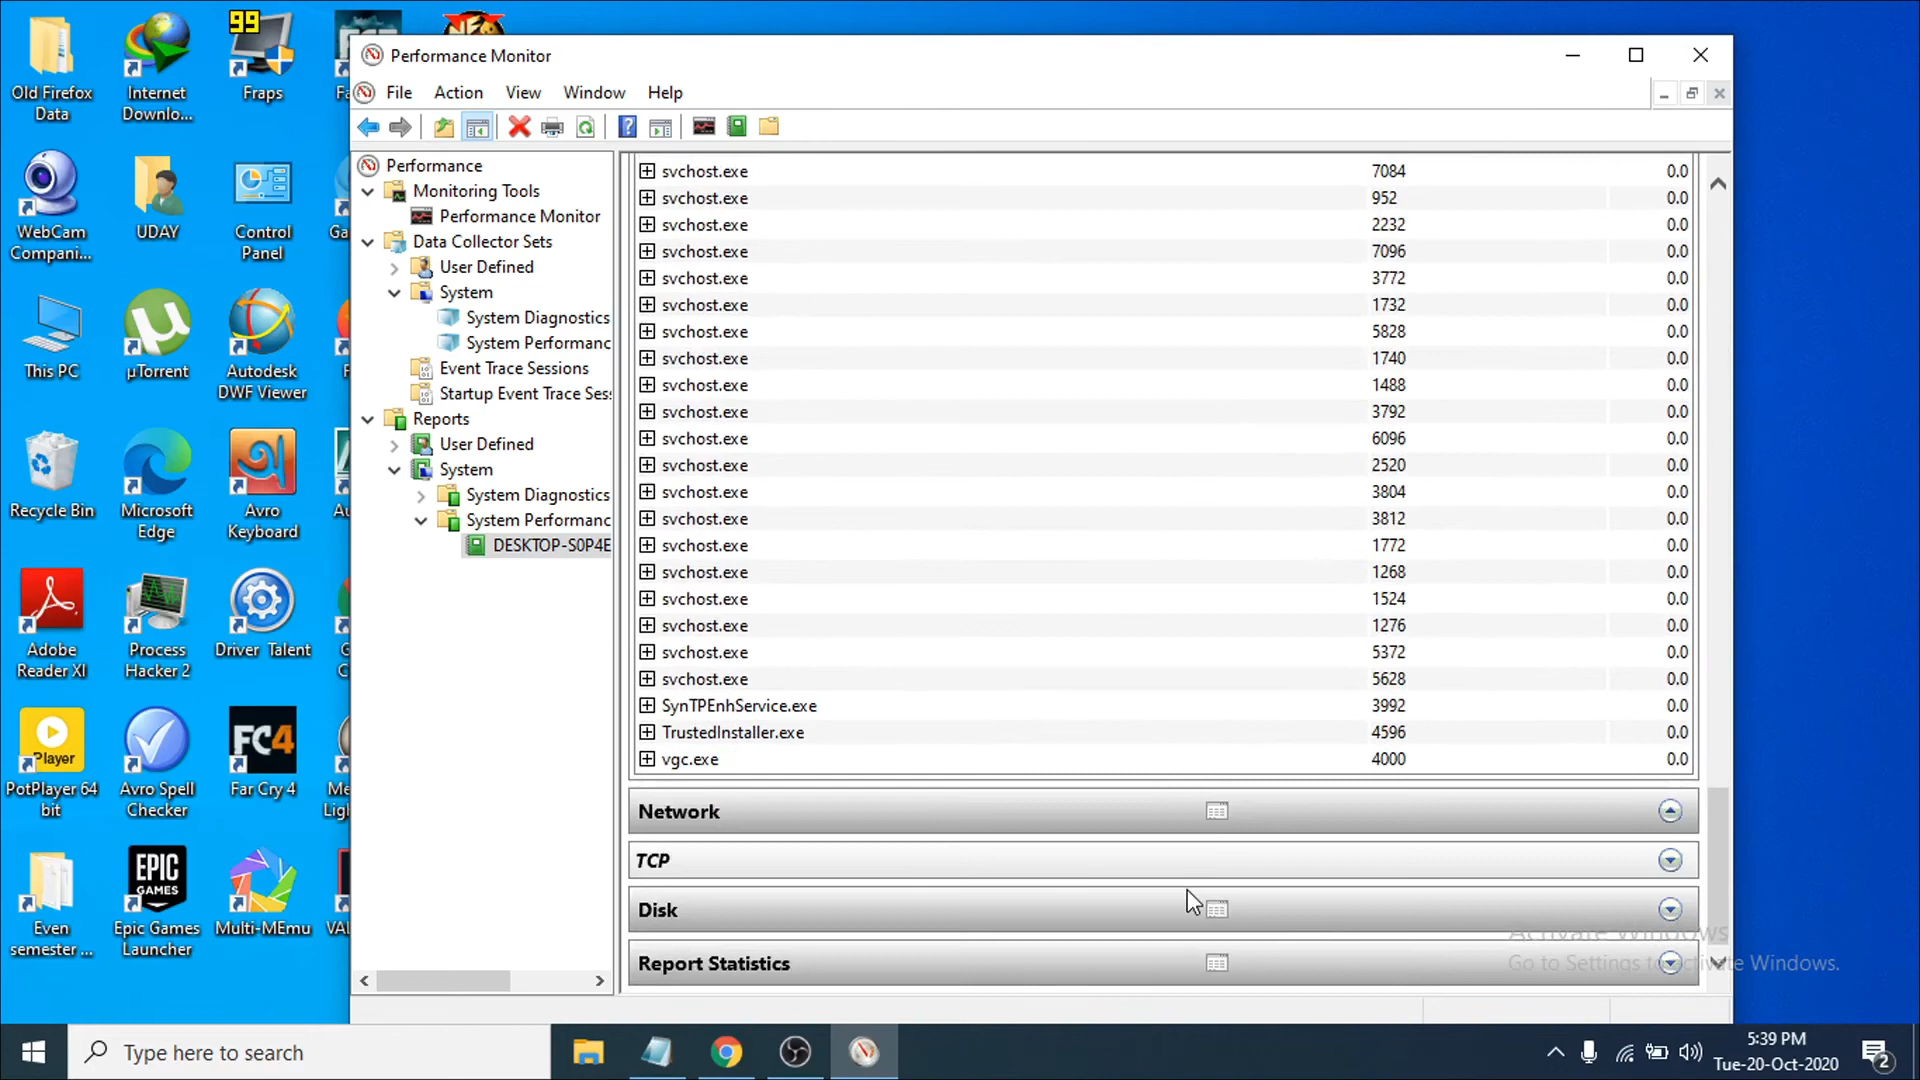 99
Old Firefox
Data
Internet
Downlo...
Fraps
Performance Monitor
File Action View Window Help
WebCam
Compani...
UDAY
Control
Panel
This PC
µTorrent
Autodesk
DWF Viewer
Recycle Bin
Microsoft
Edge
Avro
Keyboard
Adobe
Reader XI
Process
Hacker 2
Driver Talent
Player
PotPlayer 64
bit
Avro Spell
Checker
FC4
Far Cry 4
Even
semester ...
EPIC
GAMES
Epic Games
Launcher
Multi-MEmu
Performance
Monitoring Tools
Performance Monitor
Data Collector Sets
User Defined
System
System Diagnostics
System Performanc
Event Trace Sessions
Startup Event Trace Ses
Reports
User Defined
System
System Diagnostics
System Performanc
DESKTOP-S0P4E
svchost.exe 7084 0.0
svchost.exe 952 0.0
svchost.exe 2232 0.0
svchost.exe 7096 0.0
svchost.exe 3772 0.0
svchost.exe 1732 0.0
svchost.exe 5828 0.0
svchost.exe 1740 0.0
svchost.exe 1488 0.0
svchost.exe 3792 0.0
svchost.exe 6096 0.0
svchost.exe 2520 0.0
svchost.exe 3804 0.0
svchost.exe 3812 0.0
svchost.exe 1772 0.0
svchost.exe 1268 0.0
svchost.exe 1524 0.0
svchost.exe 1276 0.0
svchost.exe 5372 0.0
svchost.exe 5628 0.0
SynTPEnhService.exe 3992 0.0
TrustedInstaller.exe 4596 0.0
vgc.exe 4000 0.0
Network
TCP
Disk
Report Statistics
Activate Windows
Go to Settings to activate Windows.
Type here to search
5:39 PM
Tue-20-Oct-2020
2